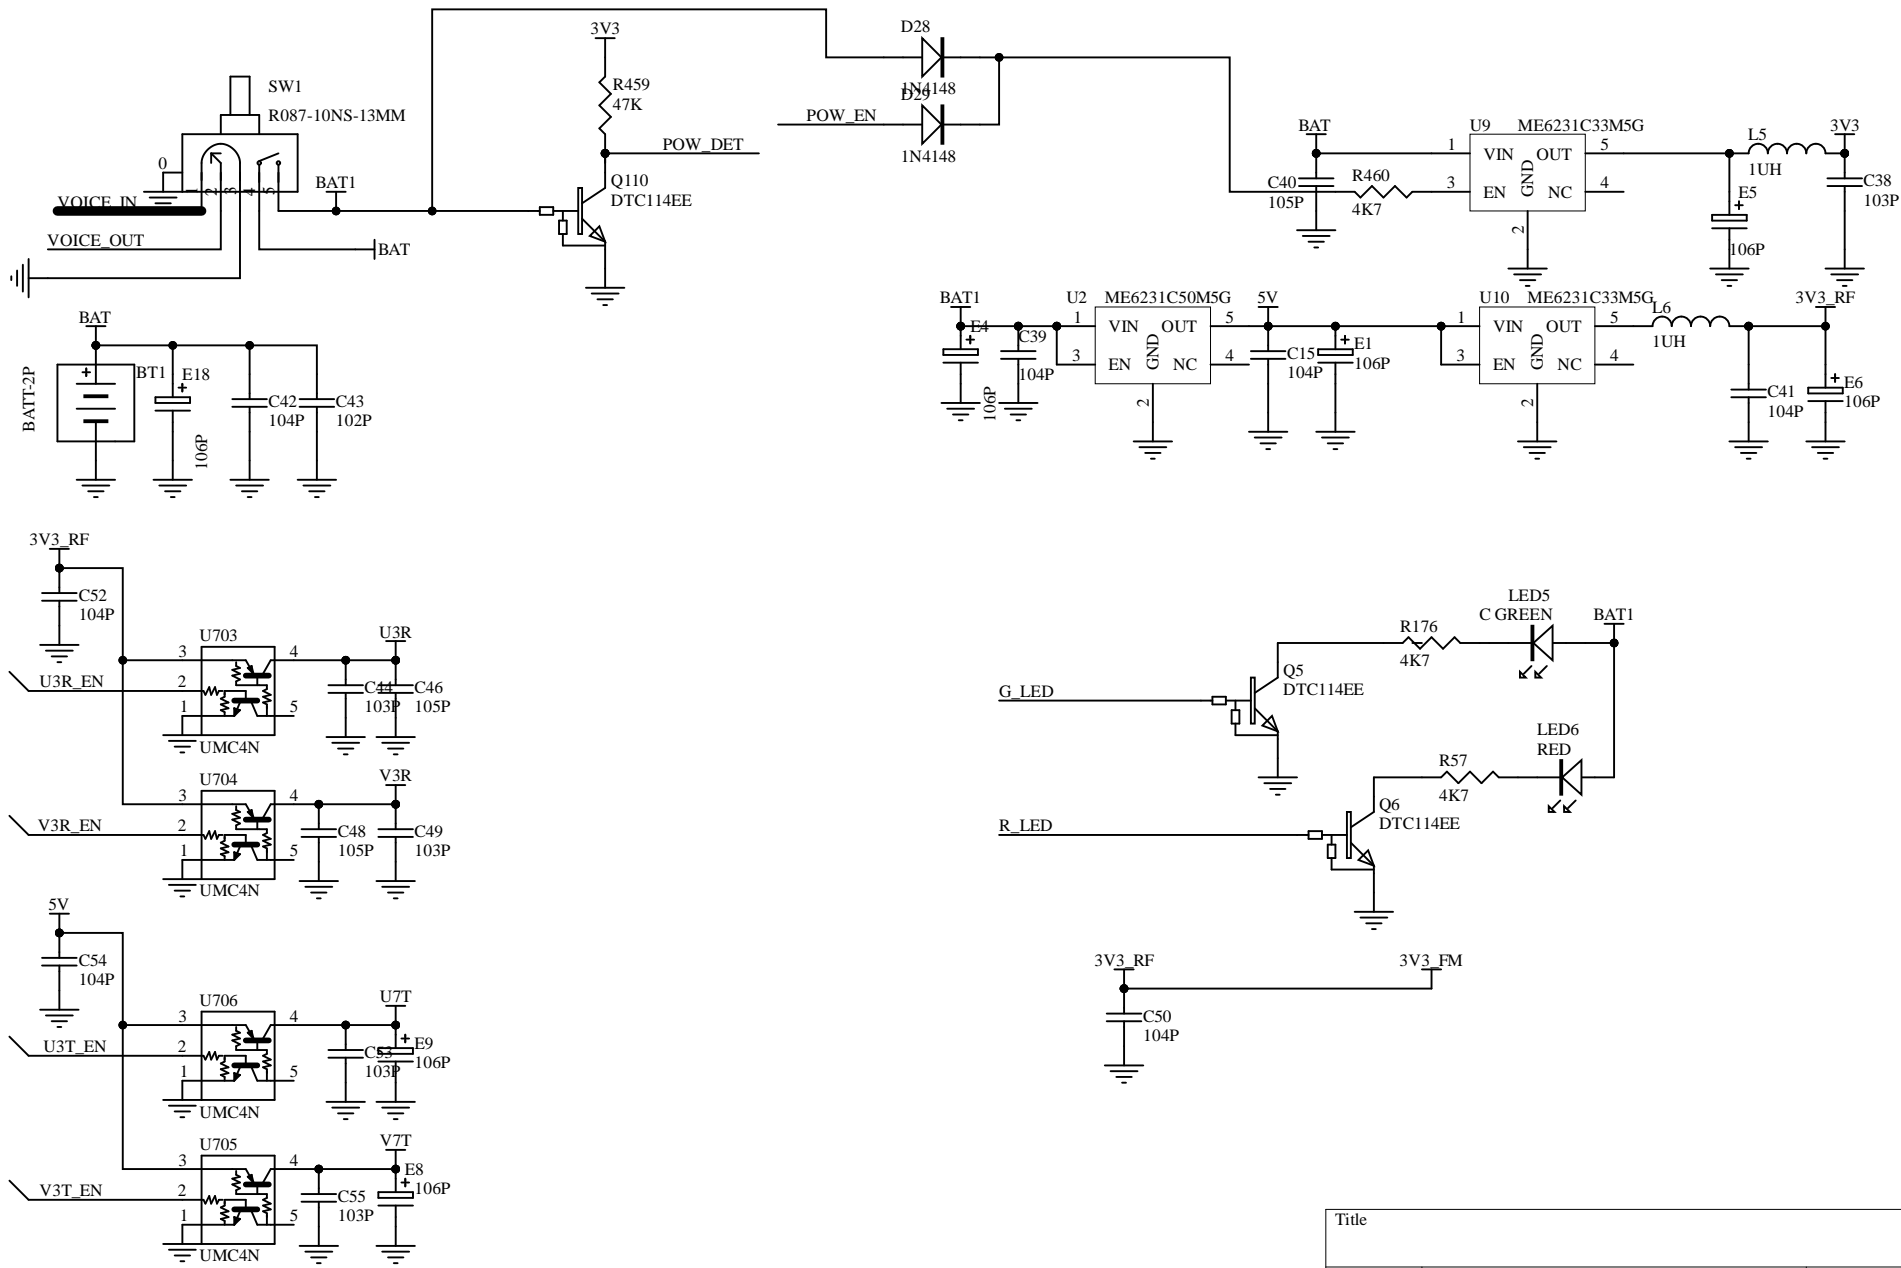 3V3
R459
47K
POW_DET
Q110
DTC114EE
SW1
R087-10NS-13MM
0
1
2
3
4
5
VOICE_IN
VOICE_OUT
BAT1
BAT
D28
1N4148
D29
POW_EN
1N4148
BAT
C40
105P
R460
4K7
U9
ME6231C33M5G
1
VIN
OUT
5
3
EN
NC
4
GND
2
L5
1UH
3V3
E5
+
106P
C38
103P
BAT
BATT-2P
+
BT1
+
E18
106P
C42
104P
C43
102P
BAT1
E4
+
106P
C39
104P
U2
ME6231C50M5G
1
VIN
OUT
5
3
EN
NC
4
GND
2
5V
C15
104P
+
E1
106P
U10
ME6231C33M5G
1
VIN
OUT
5
3
EN
NC
4
GND
2
L6
1UH
3V3_RF
C41
104P
+
E6
106P
3V3_RF
C52
104P
U703
3
4
U3R_EN
2
1
5
UMC4N
U3R
C44
103P
C46
105P
U704
3
4
V3R_EN
2
1
5
UMC4N
V3R
C48
105P
C49
103P
5V
C54
104P
U706
3
4
U3T_EN
2
1
5
UMC4N
U7T
C53
103P
+
E9
106P
U705
3
4
V3T_EN
2
1
5
UMC4N
V7T
C55
103P
E8
+
106P
LED5
C GREEN
BAT1
R176
4K7
Q5
DTC114EE
G_LED
LED6
RED
R57
4K7
Q6
DTC114EE
R_LED
3V3_RF
3V3_FM
C50
104P
Title